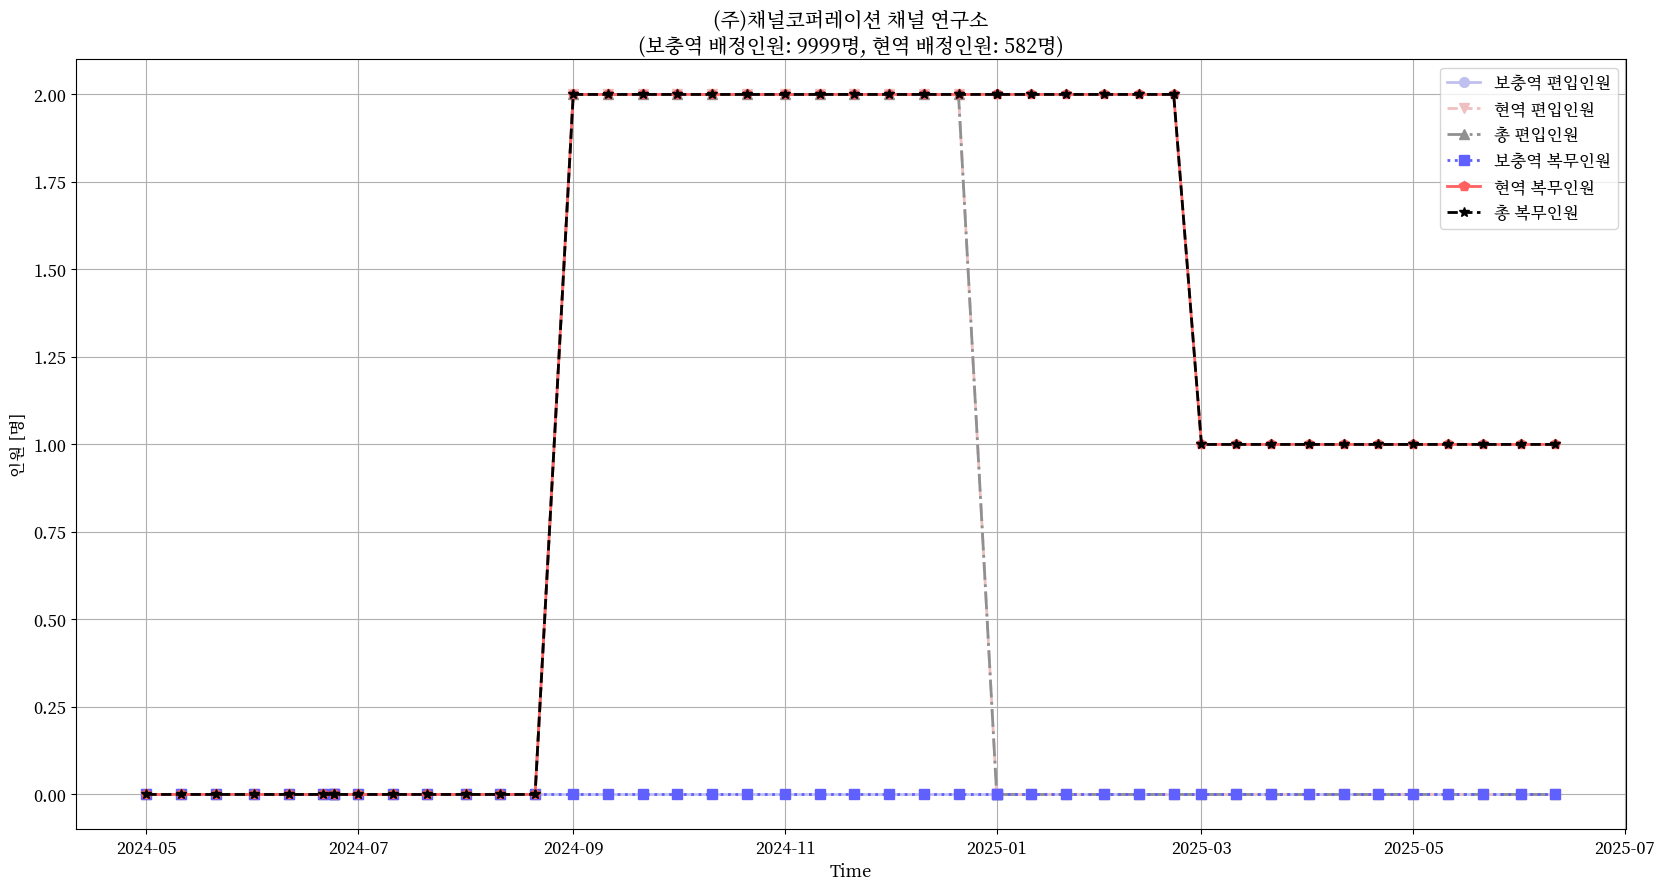 (주)채널코퍼레이션 채널 연구소
(보충역 배정인원: 9999명, 현역 배정인원: 582명)
보충역 편입인원
현역 편입인원
총 편입인원
보충역 복무인원
현역 복무인원
총 복무인원
인원 [명]
2.00
1.75
1.50
1.25
1.00
0.75
0.50
0.25
0.00
2024-05 2024-07 2024-09 2024-11 2025-01 2025-03 2025-05 2025-07
Time